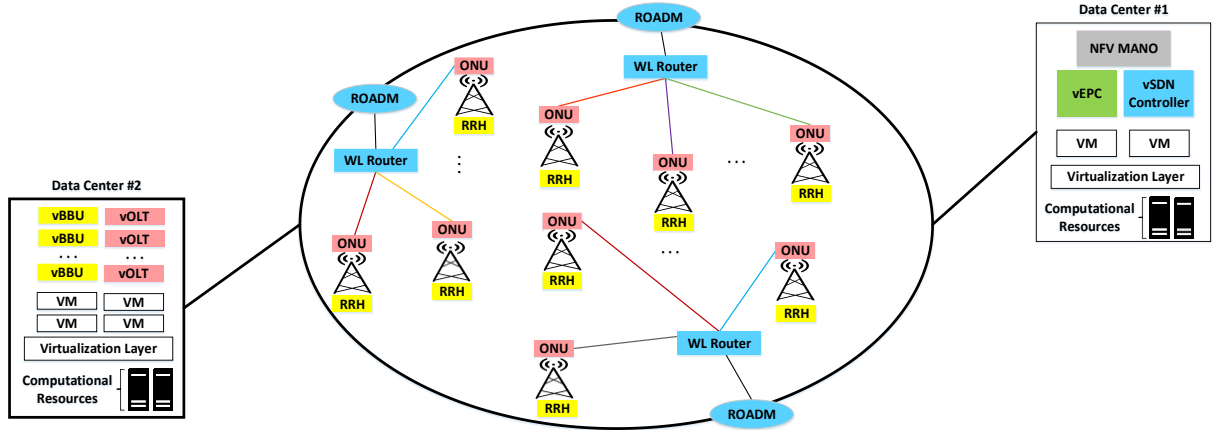 Data Center #2
vBBU vOLT
vBBU vOLT
... ...
vBBU vOLT
VM VM
VM VM
Virtualization Layer
Computational
Resources
ROADM
WL Router
ONU
RRH
⋮
ONU
RRH
ONU
RRH
ROADM
WL Router
ONU
RRH
ONU
RRH
...
ONU
RRH
...
ONU
RRH
ONU
RRH
ONU
RRH
WL Router
ROADM
Data Center #1
NFV MANO
vEPC
vSDN
Controller
VM VM
Virtualization Layer
Computational
Resources